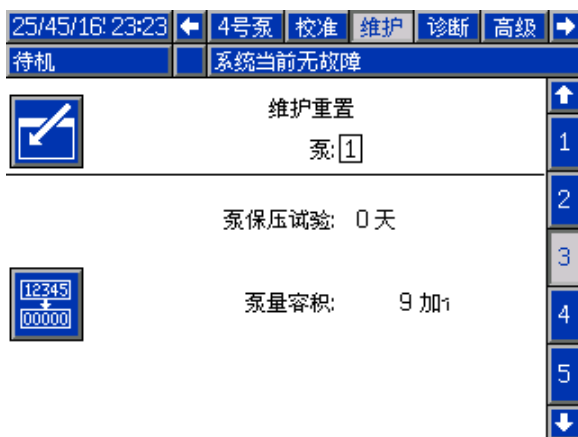 25/45/16! 23:23 4号泵 校准 维护 诊断 高级
待机 系统当前无故障
维护重置
泵: 1
泵保压试验: 0 天
12345
00000
泵量容积: 9 加1
1
2
3
4
5